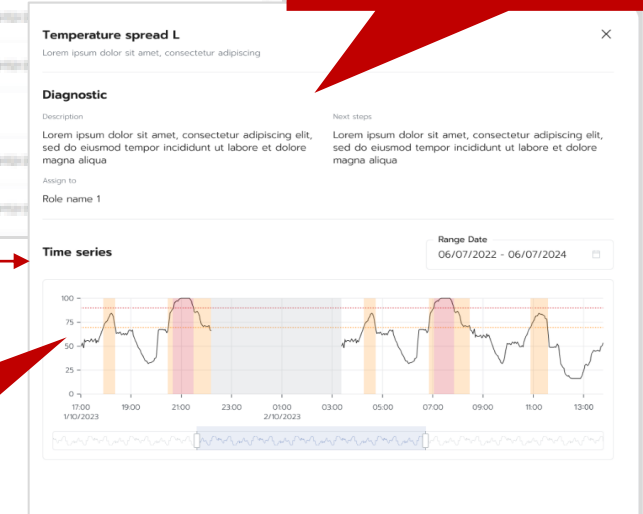 Temperature spread L
Lorem ipsum dolor sit amet, consectetur adipiscing
Diagnostic
Description
Next steps
Lorem ipsum dolor sit amet, consectetur adipiscing elit,
sed do eiusmod tempor incididunt ut labore et dolore
magna aliqua
Lorem ipsum dolor sit amet, consectetur adipiscing elit,
sed do eiusmod tempor incididunt ut labore et dolore
magna aliqua
Assign to
Role name 1
Time series
Range Date
06/07/2022 - 06/07/2024
100
75
50
25
0
17:00 19:00 21:00 23:00 01:00 03:00 05:00 07:00 09:00 11:00 13:00
1/10/2023 2/10/2023